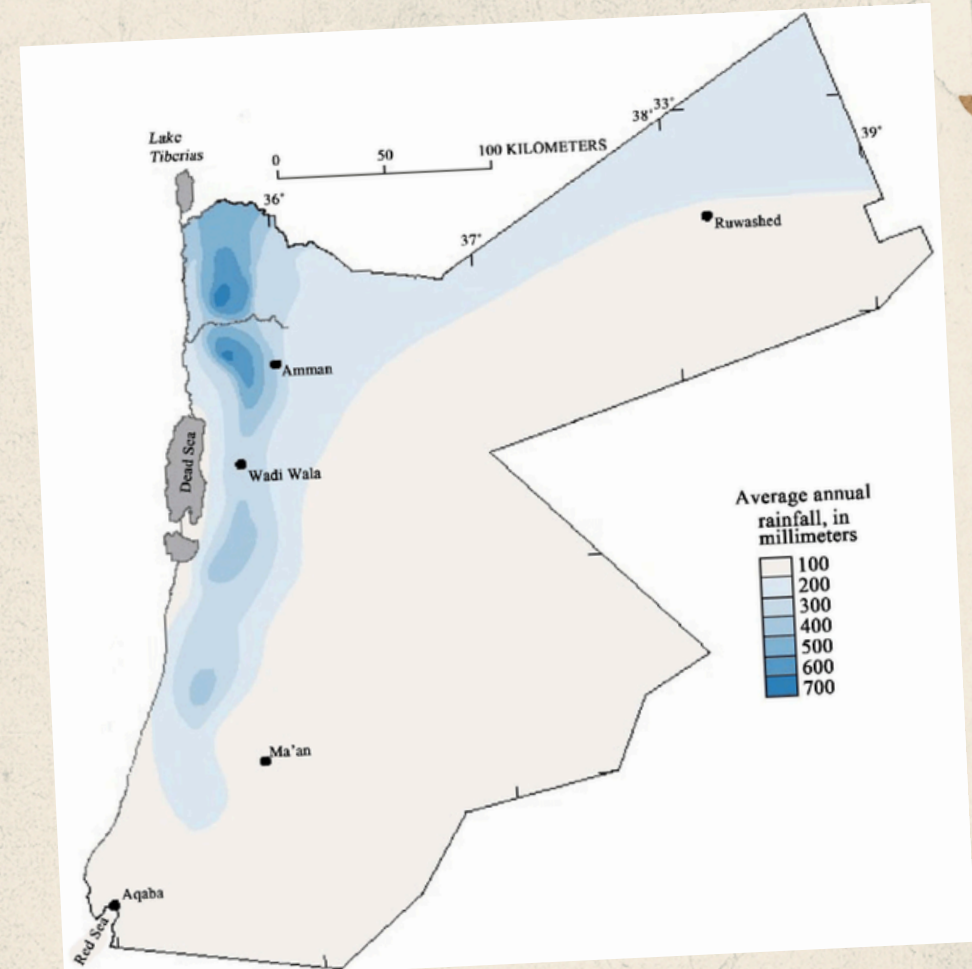 Lake
Tiberias
0
50
100 KILOMETERS
38°
33°
39°
36°
37°
Ruwashed
Amman
Dead Sea
Wadi Wala
Average annual
rainfall, in
millimeters
100
200
300
400
500
600
700
Ma'an
Aqaba
Red Sea